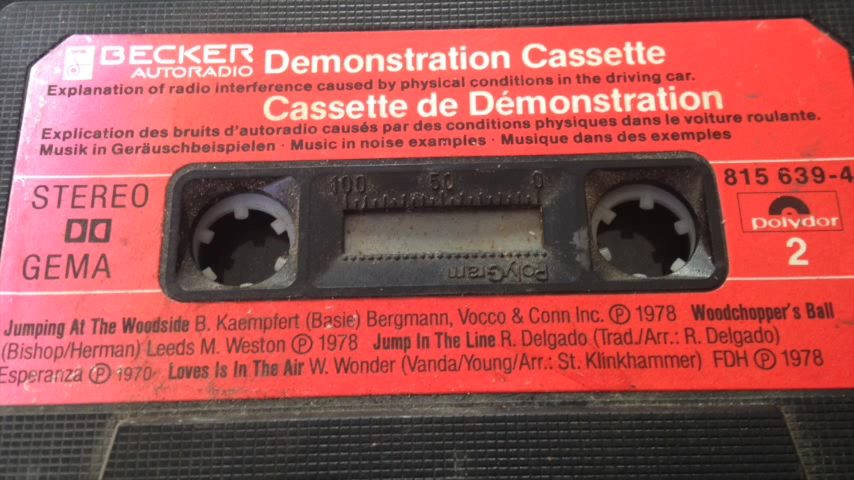 BECKER Demonstration Cassette
AUTORADIO
Explanation of radio interference caused by physical conditions in the driving car.
Cassette de Démonstration
Explication des bruits d'autoradio causés par des conditions physiques dans le voiture roulante.
Musik in Geräuschbeispielen · Music in noise examples · Musique dans des exemples
STEREO
GEMA
100 50 0
PolyGram
815 639-4
polydor
2
Jumping At The Woodside B. Kaempfert (Basie) Bergmann, Vocco & Conn Inc. Ⓟ 1978 Woodchopper's Ball
(Bishop/Herman) Leeds M. Weston Ⓟ 1978 Jump In The Line R. Delgado (Trad./Arr.: R. Delgado)
Esperanza Ⓟ 1970 Loves Is In The Air W. Wonder (Vanda/Young/Arr.: St. Klinkhammer) FDH Ⓟ 1978